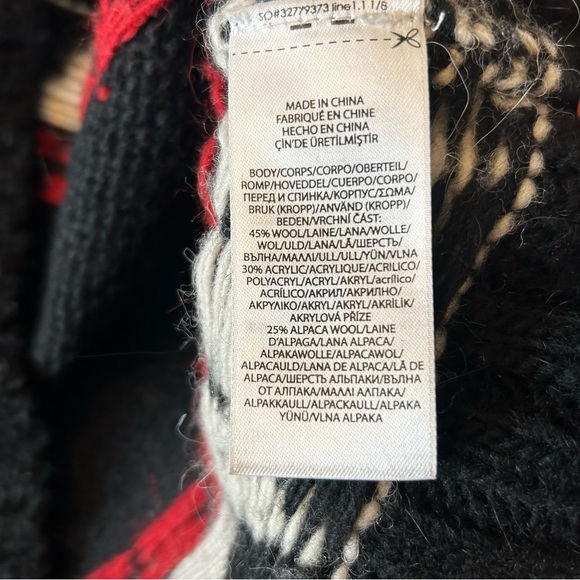 SO#32779373 line1.1 1/8
MADE IN CHINA
FABRIQUÉ EN CHINE
HECHO EN CHINA
ÇİN'DE ÜRETİLMİŞTİR
BODY/CORPS/CORPO/OBERTEIL/
ROMP/HOVEDDEL/CUERPO/CORPO/
ПЕРЕД И СПИНКА/КОРПУС/ΣΩΜΑ/
BRUK (KROPP)/ANVÄND (KROPP)/
BEDEN/VRCHNÍ ČÁST:
45% WOOL/LAINE/LANA/WOLLE/
WOL/ULD/LANA/LÃ/ШЕРСТЬ/
ВЪЛНА/ΜΑΛΛΙ/ULL/ULL/YÜN/VLNA
30% ACRYLIC/ACRYLIQUE/ACRILICO/
POLYACRYL/ACRYL/AKRYL/acrílico/
ACRÍLICO/АКРИЛ/АКРИЛНО/
ΑΚΡΥΛΙΚΟ/AKRYL/AKRYL/AKRİLİK/
AKRYLOVÁ PŘÍZE
25% ALPACA WOOL/LAINE
D'ALPAGA/LANA ALPACA/
ALPAKAWOLLE/ALPACAWOL/
ALPACAULD/LANA DE ALPACA/LÃ DE
ALPACA/ШЕРСТЬ АЛЬПАКИ/ВЪЛНА
ОТ АЛПАКА/ΜΑΛΛΙ ΑΛΠΑΚΑ/
ALPAKKAULL/ALPACKAULL/ALPAKA
YÜNÜ/VLNA ALPAKA